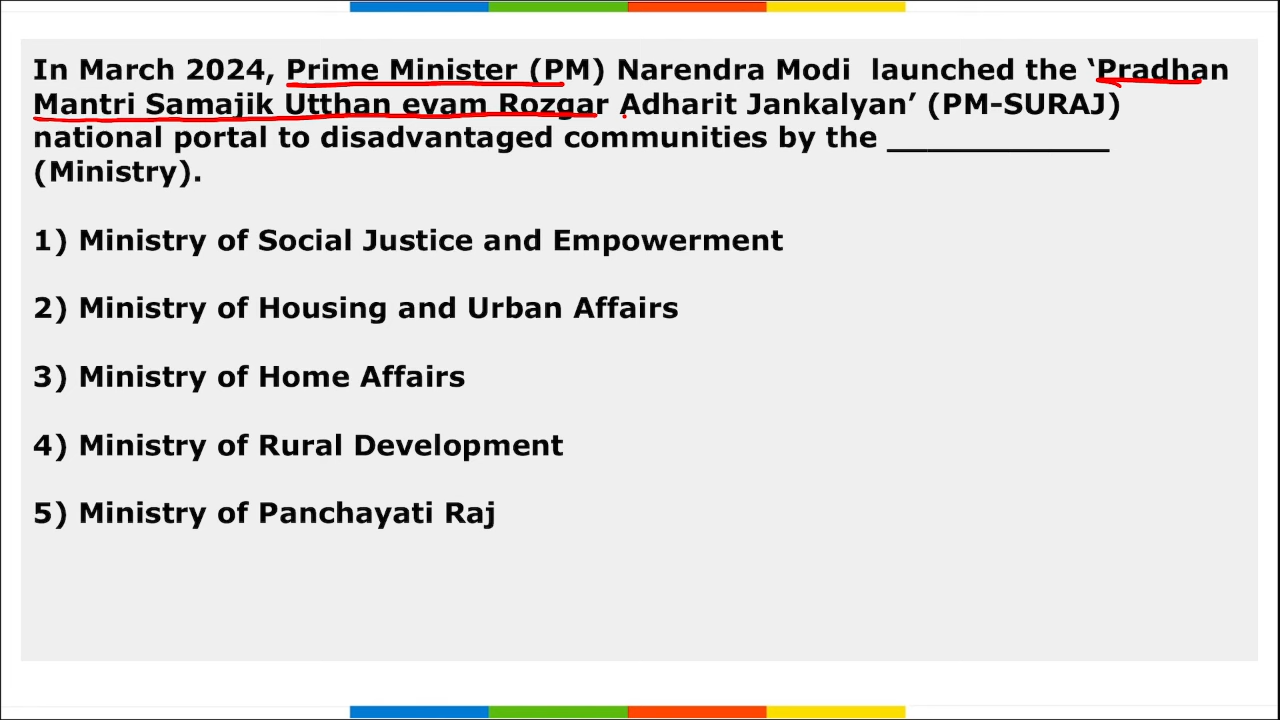 In March 2024, Prime Minister (PM) Narendra Modi launched the ‘Pradhan
Mantri Samajik Utthan evam Rozgar Adharit Jankalyan’ (PM-SURAJ)
national portal to disadvantaged communities by the ____________
(Ministry).
1) Ministry of Social Justice and Empowerment
2) Ministry of Housing and Urban Affairs
3) Ministry of Home Affairs
4) Ministry of Rural Development
5) Ministry of Panchayati Raj